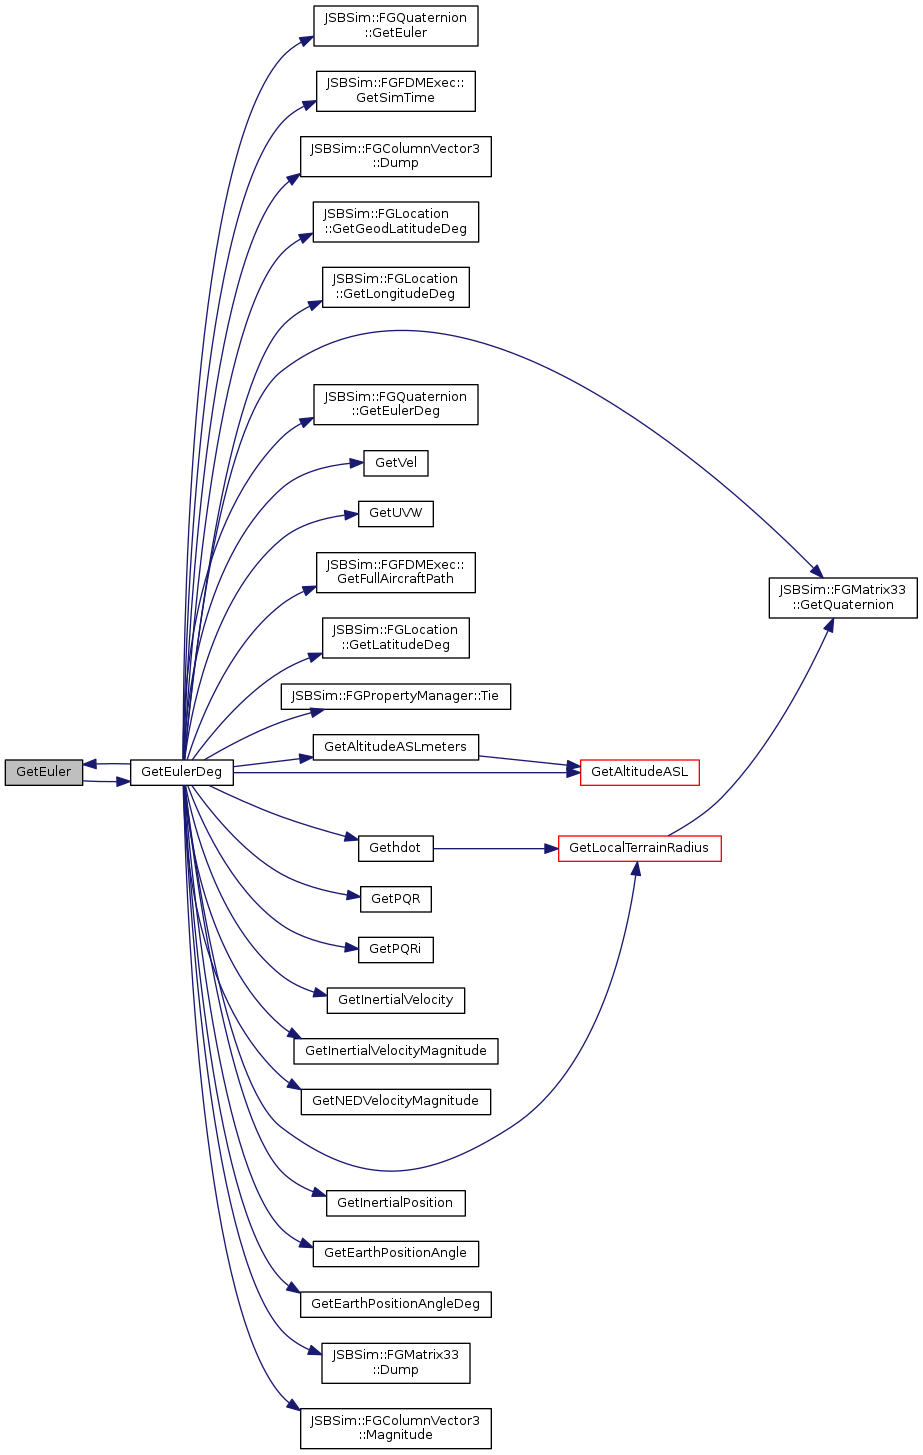 JSBSim::FGQuaternion
::GetEuler
JSBSim::FGFDMExec::
GetSimTime
JSBSim::FGColumnVector3
::Dump
JSBSim::FGLocation
::GetGeodLatitudeDeg
JSBSim::FGLocation
::GetLongitudeDeg
JSBSim::FGQuaternion
::GetEulerDeg
GetVel
GetUVW
JSBSim::FGFDMExec::
GetFullAircraftPath
JSBSim::FGMatrix33
::GetQuaternion
JSBSim::FGLocation
::GetLatitudeDeg
JSBSim::FGPropertyManager::Tie
GetAltitudeASLmeters
GetEuler
GetEulerDeg
GetAltitudeASL
Gethdot
GetLocalTerrainRadius
GetPQR
GetPQRi
GetInertialVelocity
GetInertialVelocityMagnitude
GetNEDVelocityMagnitude
GetInertialPosition
GetEarthPositionAngle
GetEarthPositionAngleDeg
JSBSim::FGMatrix33
::Dump
JSBSim::FGColumnVector3
::Magnitude